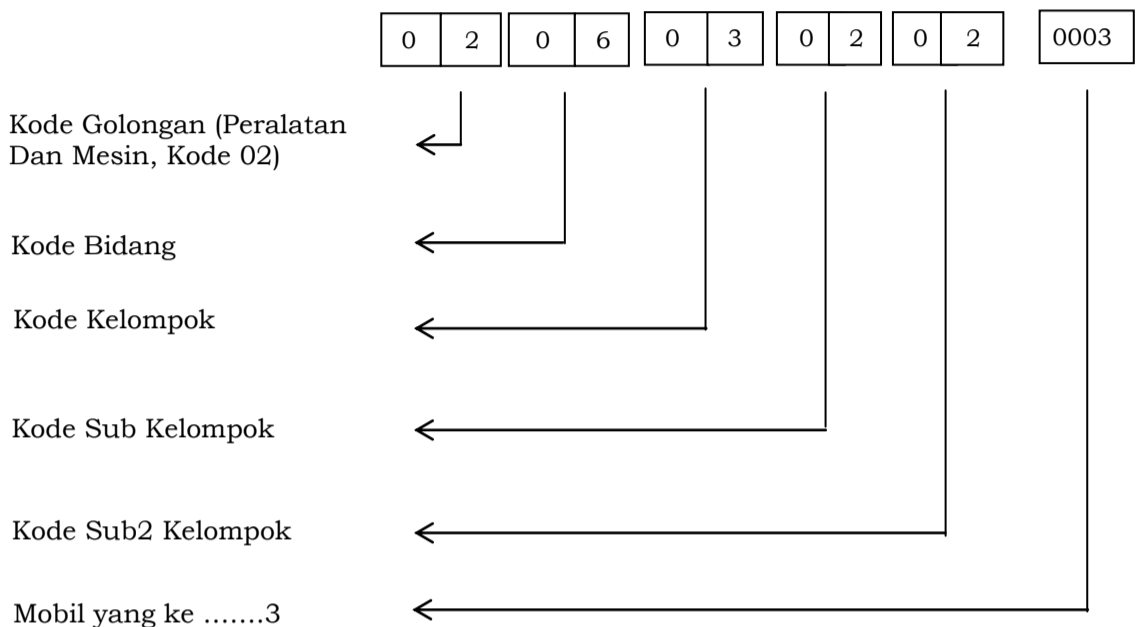 0 2 0 6 0 3 0 2 0 2 0003
Kode Golongan (Peralatan
Dan Mesin, Kode 02)
Kode Bidang
Kode Kelompok
Kode Sub Kelompok
Kode Sub2 Kelompok
Mobil yang ke .......3